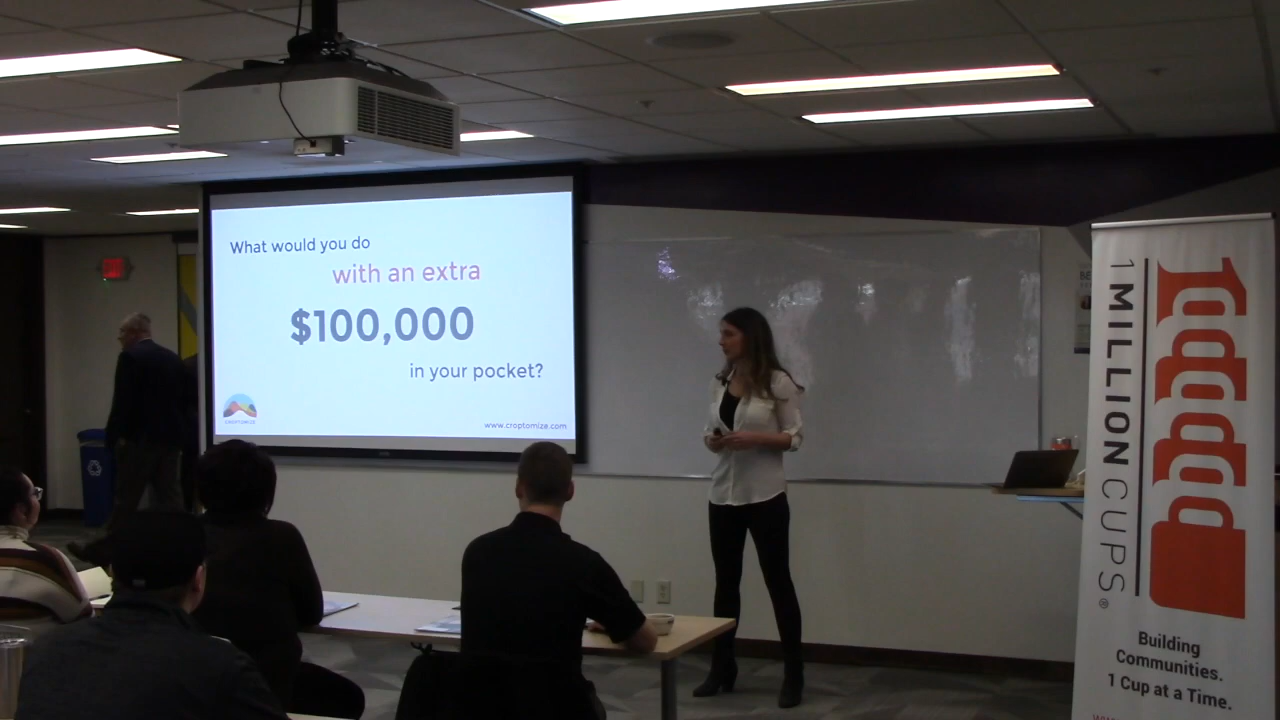 What would you do
with an extra
$100,000
in your pocket?
CROPTOMIZE
www.croptomize.com
1 MILLION CUPS®
Building
Communities.
1 Cup at a Time.